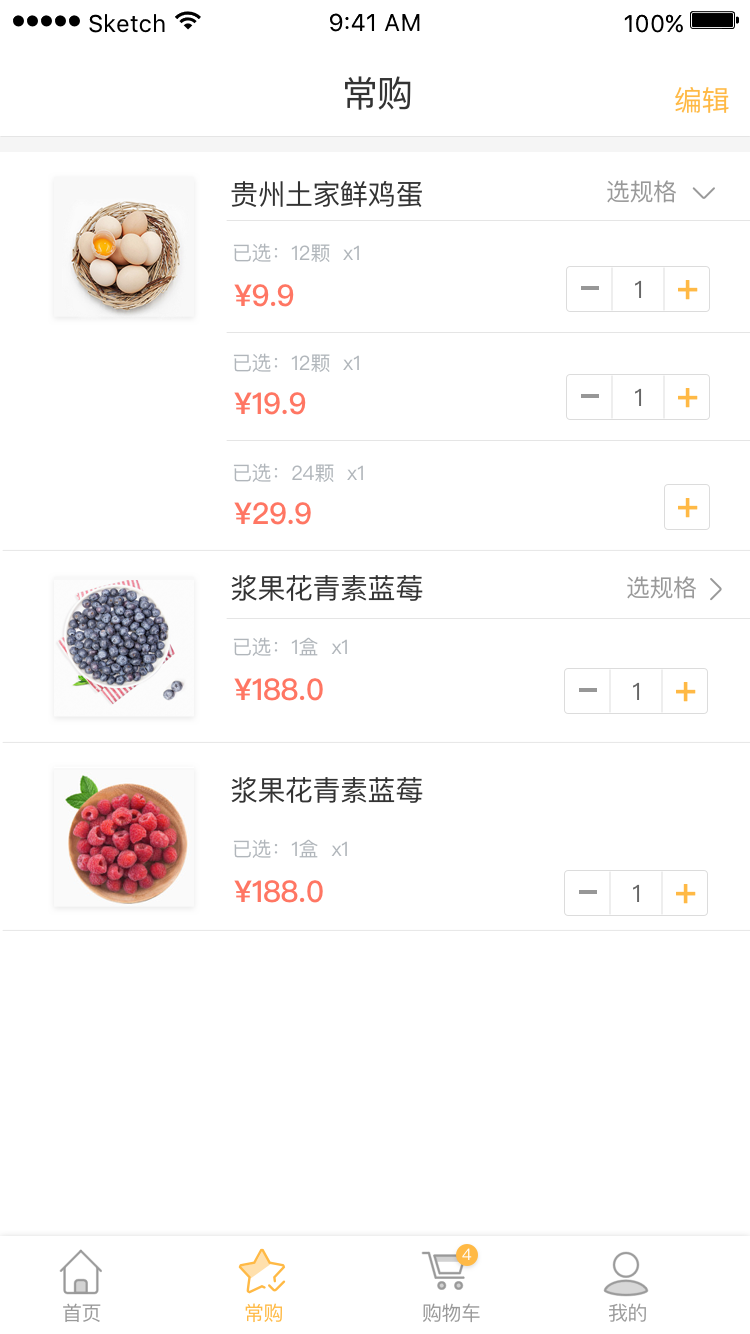 Sketch 9:41 AM 100%
常购
编辑
贵州土家鲜鸡蛋 选规格
已选：12颗 x1
¥9.9 1
已选：12颗 x1
¥19.9 1
已选：24颗 x1
¥29.9
浆果花青素蓝莓 选规格
已选：1盒 x1
¥188.0 1
浆果花青素蓝莓
已选：1盒 x1
¥188.0 1
4
首页 常购 购物车 我的